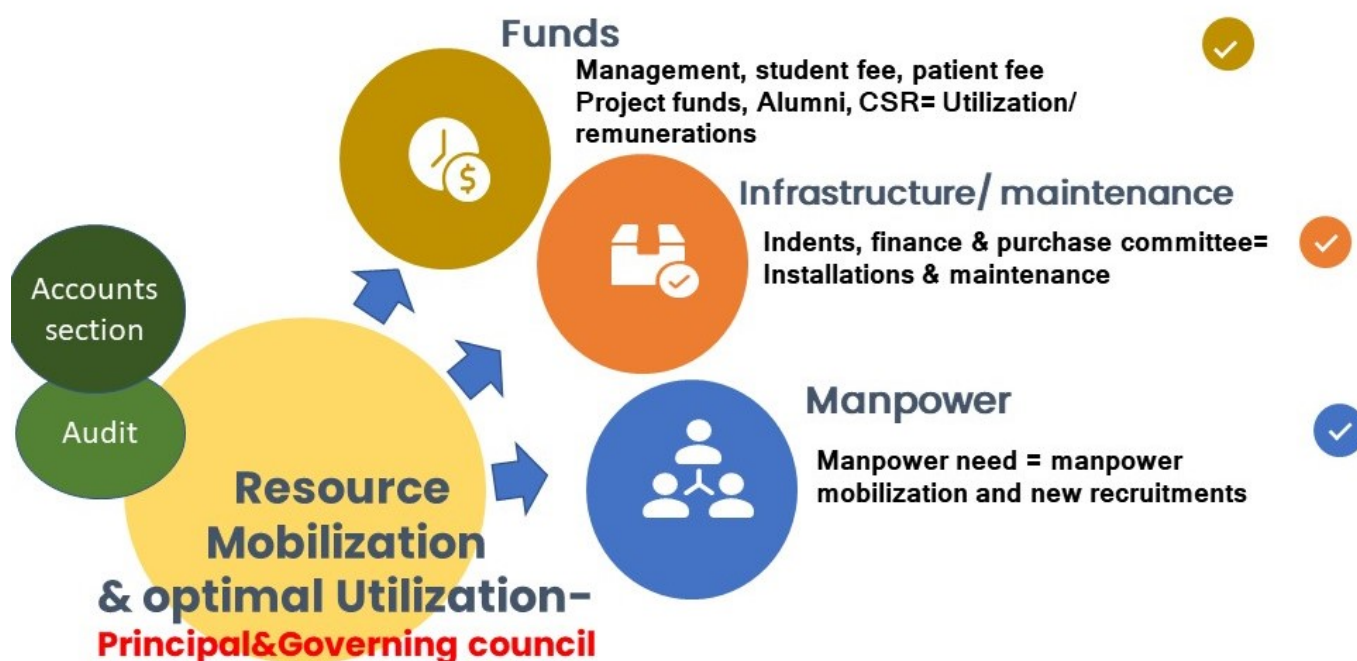 Funds
Management, student fee, patient fee
Project funds, Alumni, CSR= Utilization/
remunerations
$
Infrastructure/ maintenance
Indents, finance & purchase committee=
Installations & maintenance
Accounts
section
Audit
Manpower
Manpower need = manpower
mobilization and new recruitments
Resource
Mobilization
& optimal Utilization-
Principal&Governing council